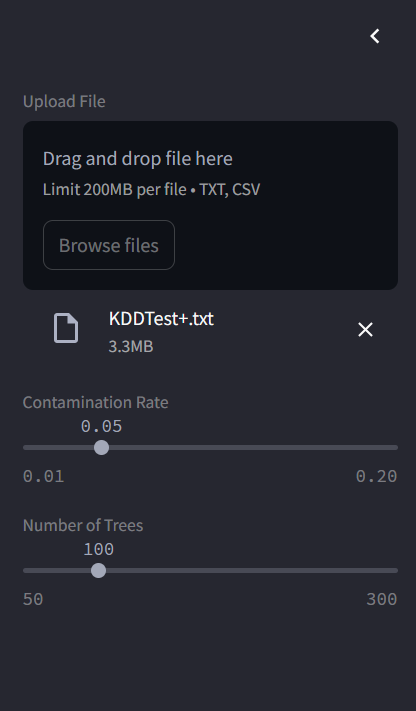 Upload File
Drag and drop file here
Limit 200MB per file • TXT, CSV
Browse files
KDDTest+.txt
3.3MB
Contamination Rate
0.05
0.01 0.20
Number of Trees
100
50 300